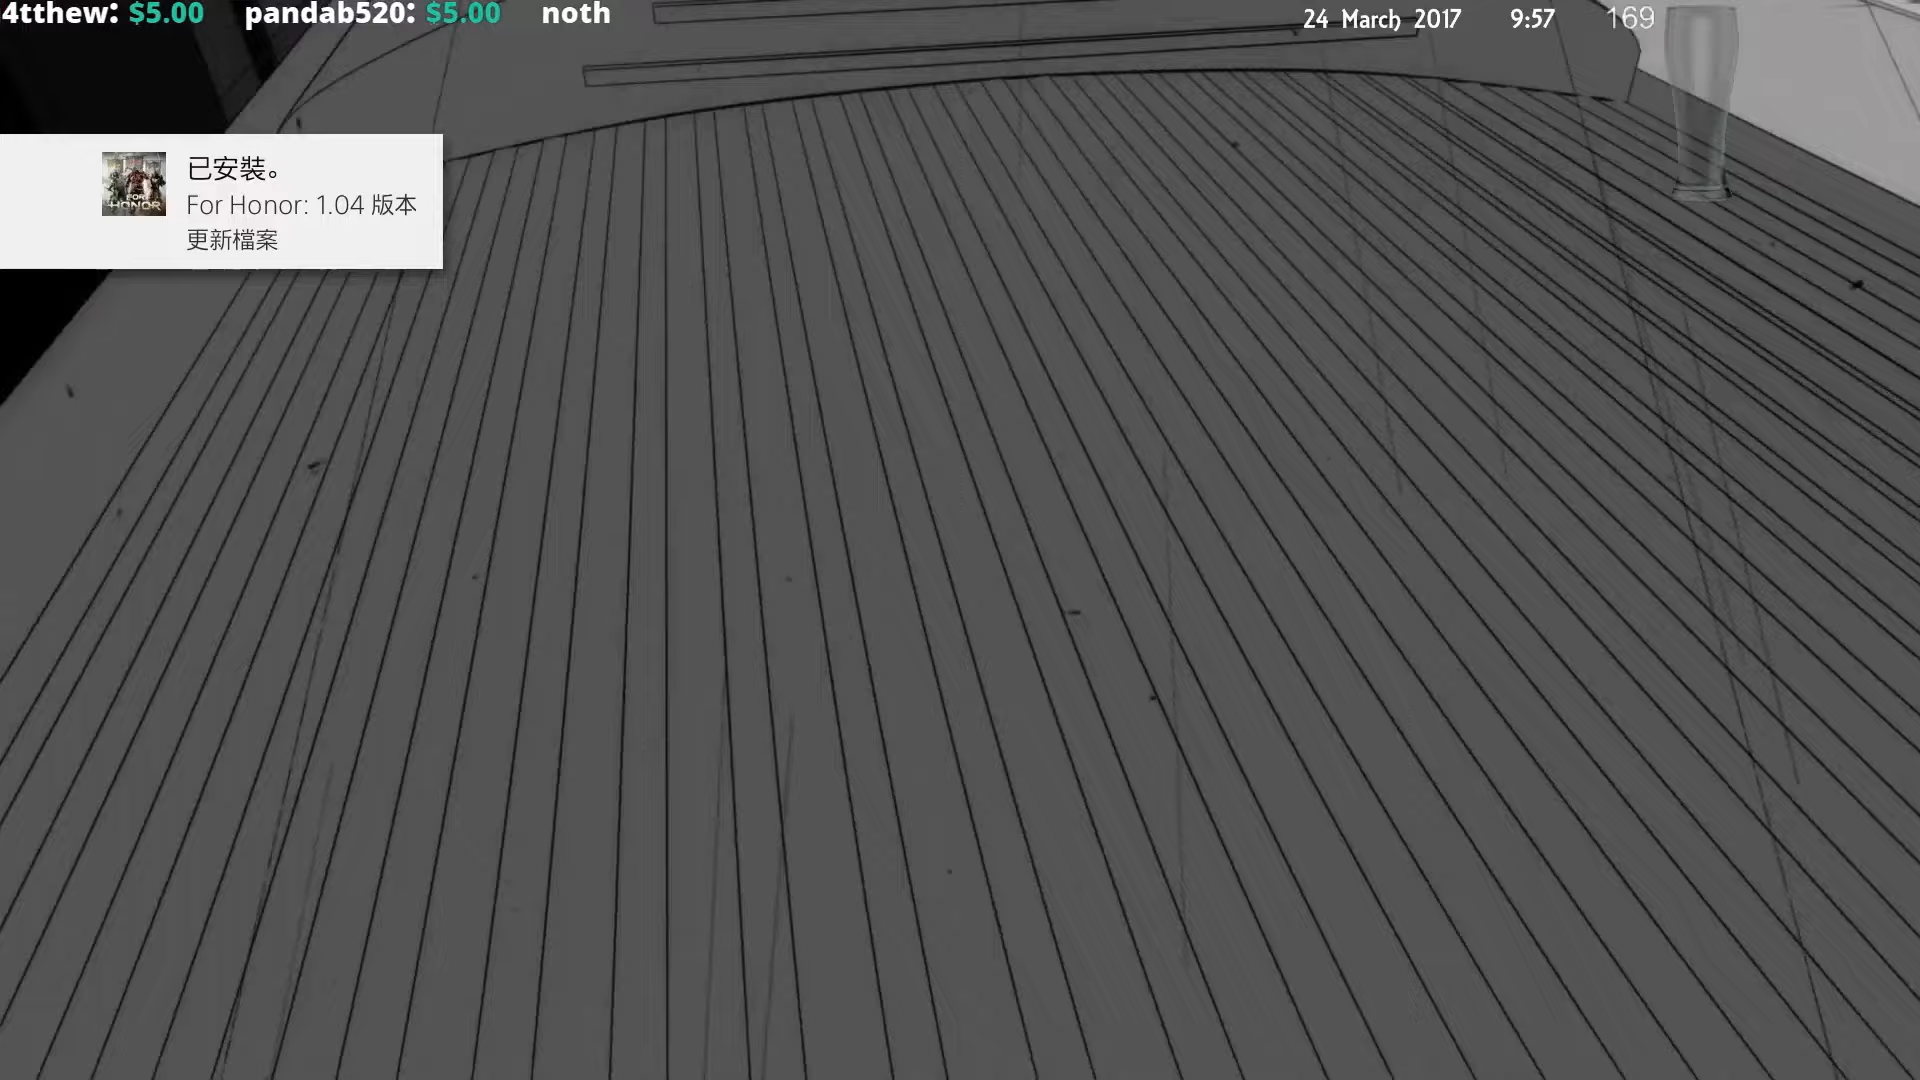 4tthew: $5.00 pandab520: $5.00 noth
24 March 2017 9:57 169
已安裝。
For Honor: 1.04 版本
更新檔案
FOR HONOR